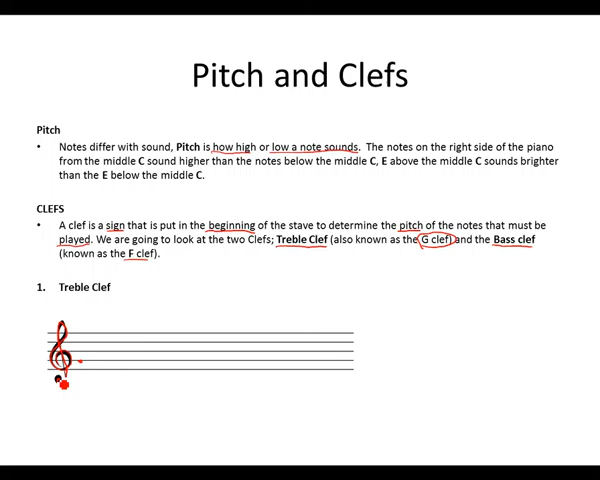 Pitch and Clefs
Pitch
• Notes differ with sound, Pitch is how high or low a note sounds. The notes on the right side of the piano
from the middle C sound higher than the notes below the middle C, E above the middle C sounds brighter
than the E below the middle C.
CLEFS
• A clef is a sign that is put in the beginning of the stave to determine the pitch of the notes that must be
played. We are going to look at the two Clefs; Treble Clef (also known as the G clef) and the Bass clef
(known as the F clef).
1. Treble Clef